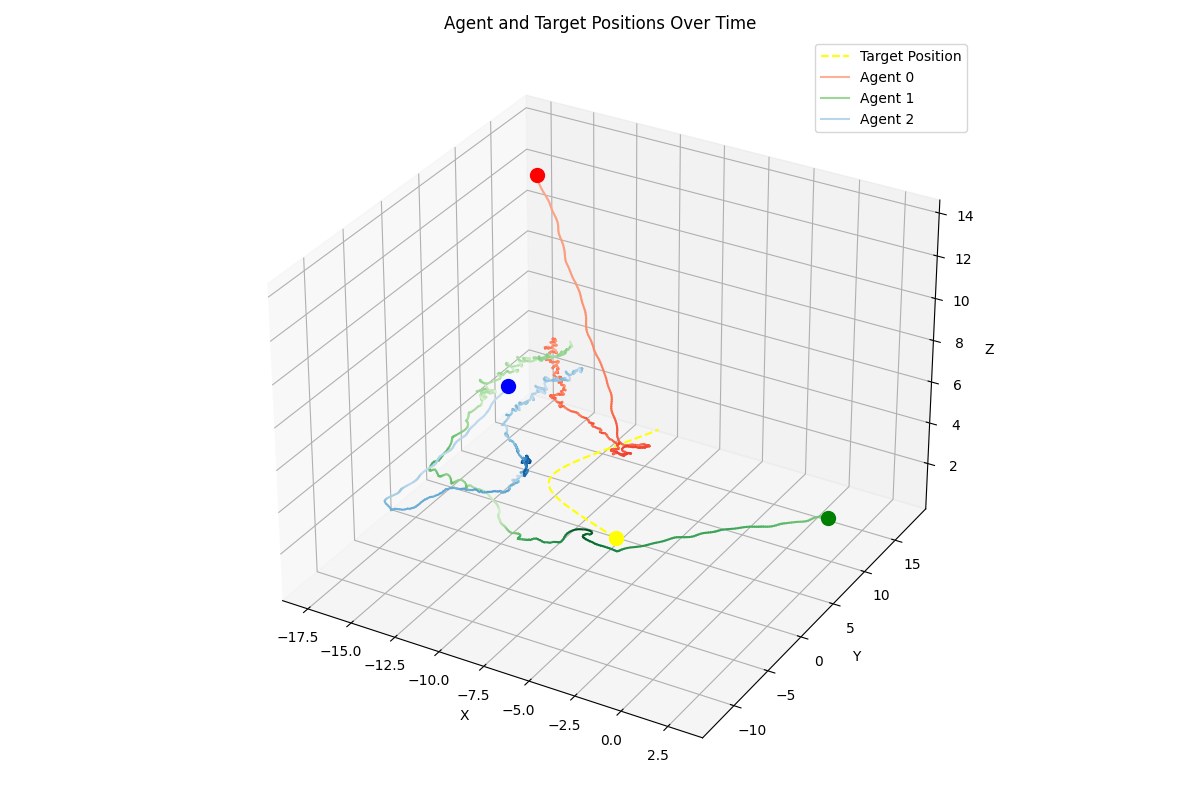 Agent and Target Positions Over Time
Target Position
Agent 0
Agent 1
Agent 2
14
12
10
8
6
4
2
Z
15
10
5
0
−5
−10
Y
−17.5
−15.0
−12.5
−10.0
−7.5
−5.0
−2.5
0.0
2.5
X